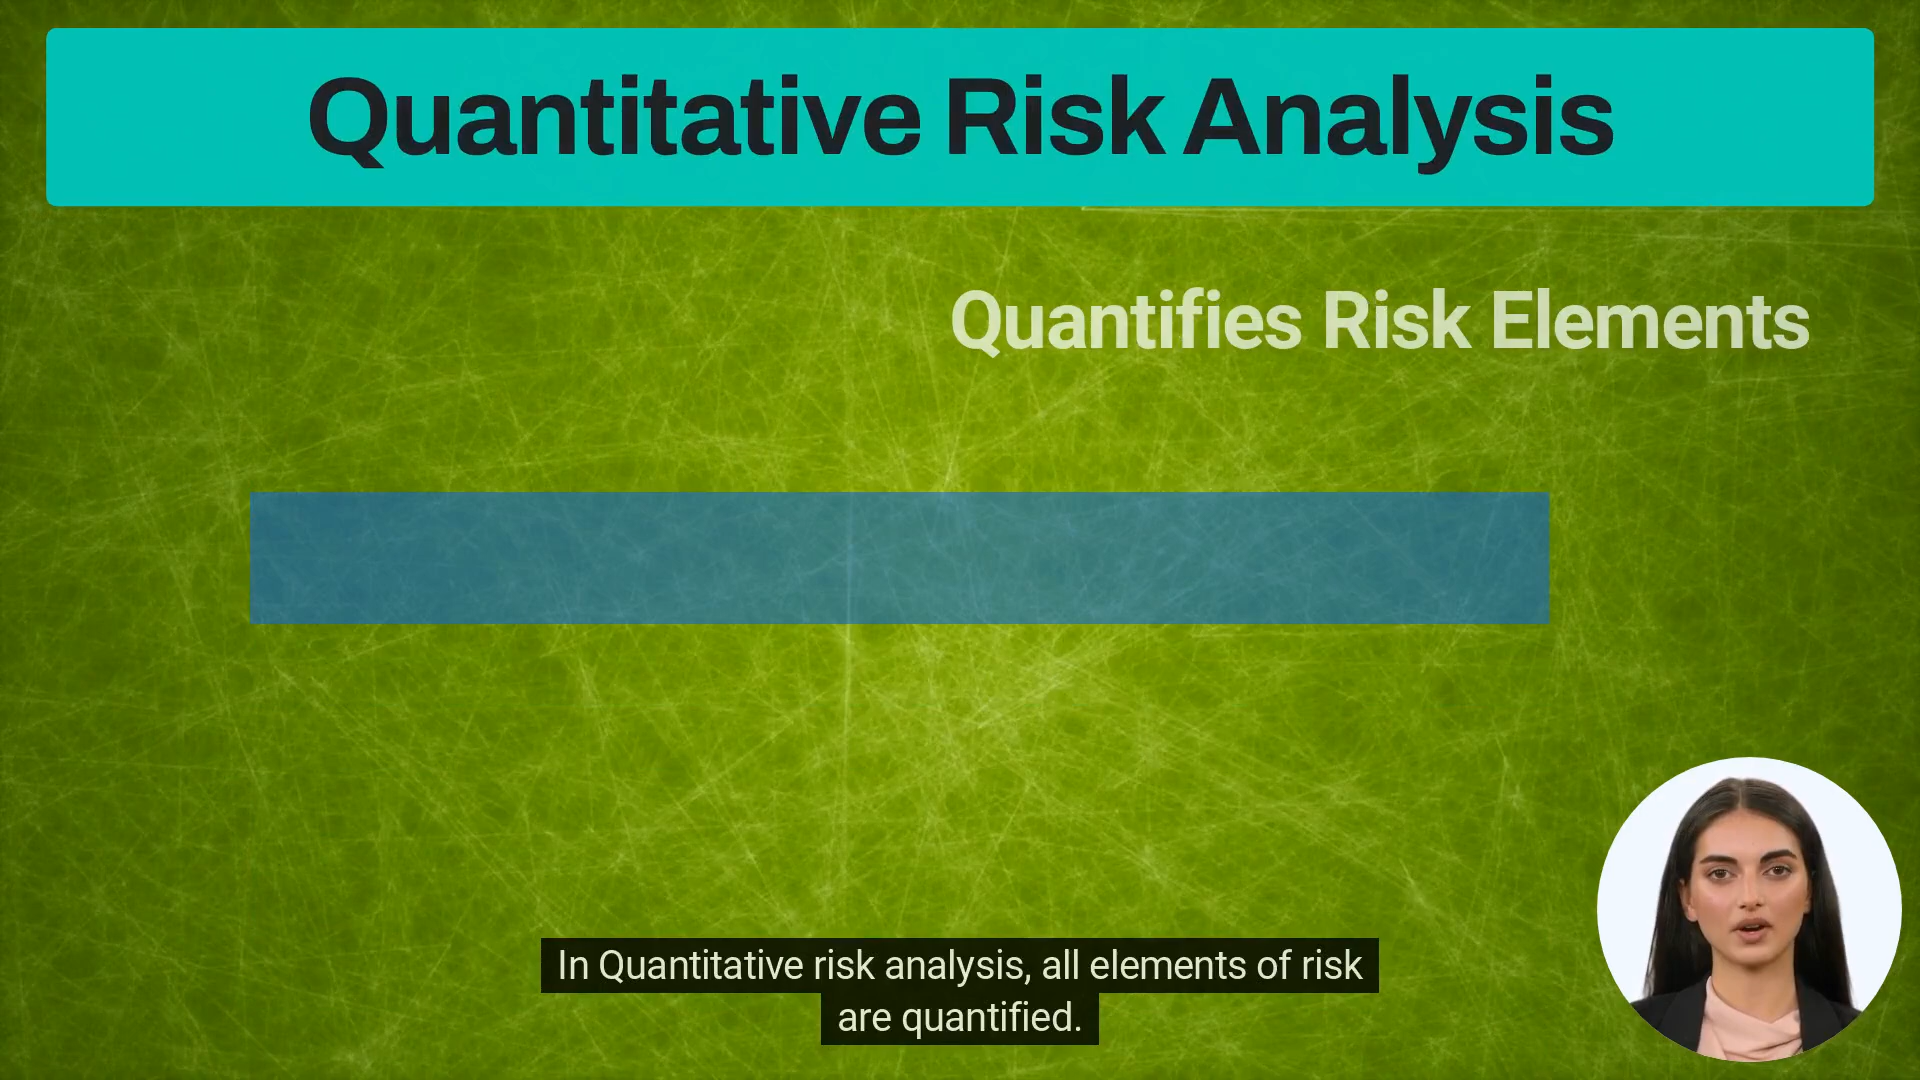 Quantitative Risk Analysis
Quantifies Risk Elements
In Quantitative risk analysis, all elements of risk
are quantified.